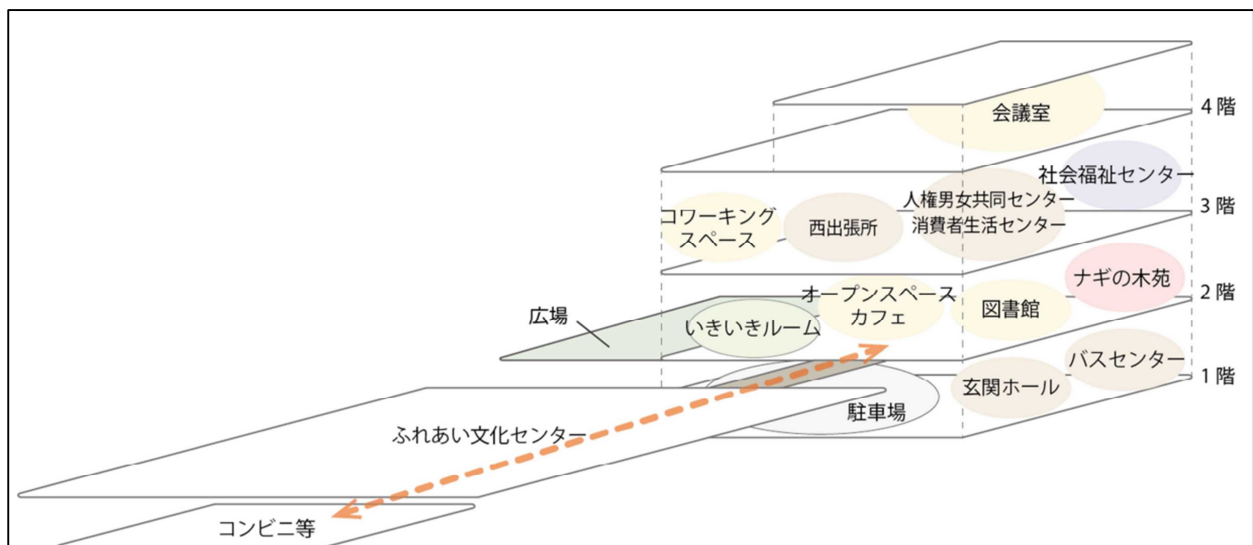 会議室
4階
社会福祉センター
コワーキング
スペース
西出張所
人権男女共同センター
消費者生活センター
3階
広場
いきいきルーム
オープンスペース
カフェ
図書館
ナギの木苑
2階
駐車場
玄関ホール
バスセンター
1階
ふれあい文化センター
コンビニ等